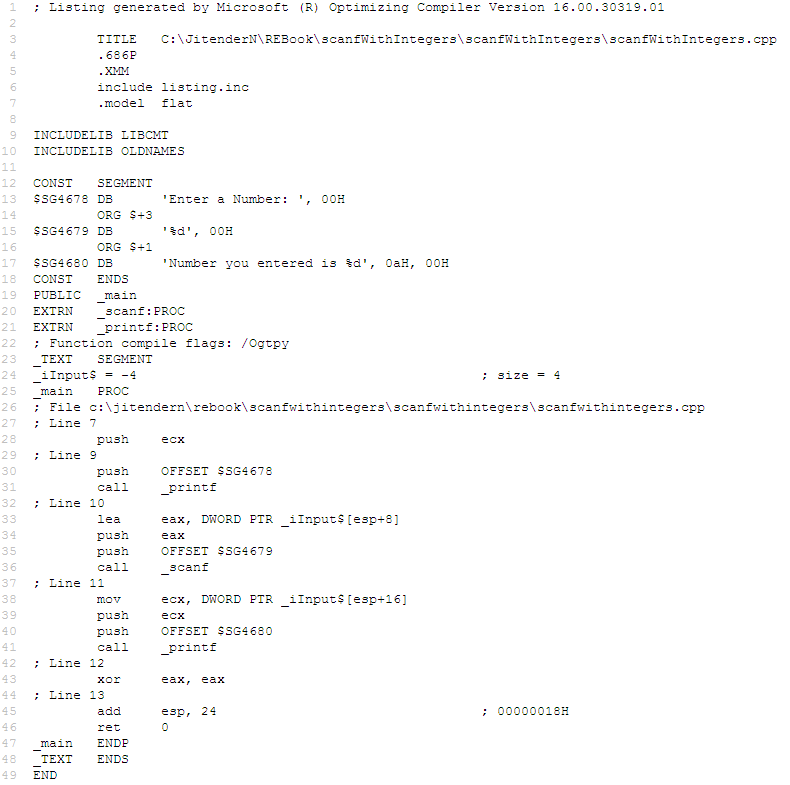 1 ; Listing generated by Microsoft (R) Optimizing Compiler Version 16.00.30319.01
2
3 TITLE C:\JitenderN\REBook\scanfWithIntegers\scanfWithIntegers\scanfWithIntegers.cpp
4 .686P
5 .XMM
6 include listing.inc
7 .model flat
8
9 INCLUDELIB LIBCMT
10 INCLUDELIB OLDNAMES
11
12 CONST SEGMENT
13 $SG4678 DB 'Enter a Number: ', 00H
14 ORG $+3
15 $SG4679 DB '%d', 00H
16 ORG $+1
17 $SG4680 DB 'Number you entered is %d', 0aH, 00H
18 CONST ENDS
19 PUBLIC _main
20 EXTRN _scanf:PROC
21 EXTRN _printf:PROC
22 ; Function compile flags: /Ogtpy
23 _TEXT SEGMENT
24 _iInput$ = -4 ; size = 4
25 _main PROC
26 ; File c:\jitendern\rebook\scanfwithintegers\scanfwithintegers\scanfwithintegers.cpp
27 ; Line 7
28 push ecx
29 ; Line 9
30 push OFFSET $SG4678
31 call _printf
32 ; Line 10
33 lea eax, DWORD PTR _iInput$[esp+8]
34 push eax
35 push OFFSET $SG4679
36 call _scanf
37 ; Line 11
38 mov ecx, DWORD PTR _iInput$[esp+16]
39 push ecx
40 push OFFSET $SG4680
41 call _printf
42 ; Line 12
43 xor eax, eax
44 ; Line 13
45 add esp, 24 ; 00000018H
46 ret 0
47 _main ENDP
48 _TEXT ENDS
49 END